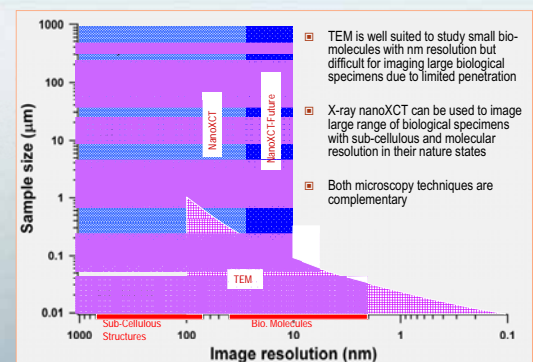 1000
100
10
1
0.1
0.01
Sample size (μm)
NanoXCT
NanoXCT-Future
TEM
Sub-Cellulous
Structures
Bio. Molecules
1000
100
10
1
0.1
Image resolution (nm)
TEM is well suited to study small bio-
molecules with nm resolution but
difficult for imaging large biological
specimens due to limited penetration
X-ray nanoXCT can be used to image
large range of biological specimens
with sub-cellulous and molecular
resolution in their nature states
Both microscopy techniques are
complementary